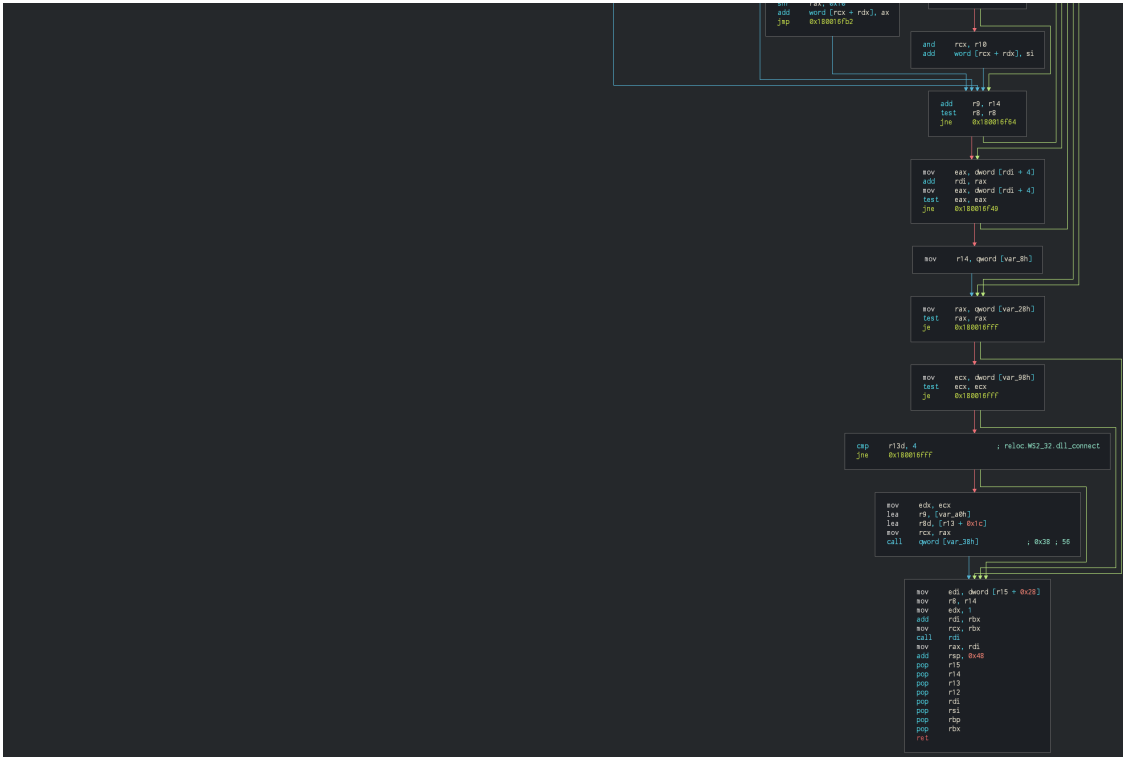 add word [rcx + rdx], ax
jmp 0x180016fb2
and rcx, r10
add word [rcx + rdx], si
add r9, r14
test r8, r8
jne 0x180016f64
mov eax, dword [rdi + 4]
add rdi, rax
mov eax, dword [rdi + 4]
test eax, eax
jne 0x180016f40
mov r14, qword [var_8h]
mov rax, qword [var_28h]
test rax, rax
je 0x180016fff
mov ecx, dword [var_98h]
test ecx, ecx
je 0x180016fff
cmp r13d, 4 ; reloc.WS2_32.dll_connect
jne 0x180016fff
mov edx, ecx
lea r9, [var_a0h]
lea r8d, [r13 + 0x1c]
mov rcx, rax
call qword [var_38h] ; 0x38 ; 56
mov edi, dword [r15 + 0x28]
mov r8, r14
mov edx, 1
add rdi, rbx
mov rcx, rbx
call rdi
mov rax, rdi
add rsp, 0x48
pop r15
pop r14
pop r13
pop r12
pop rdi
pop rsi
pop rbp
pop rbx
ret